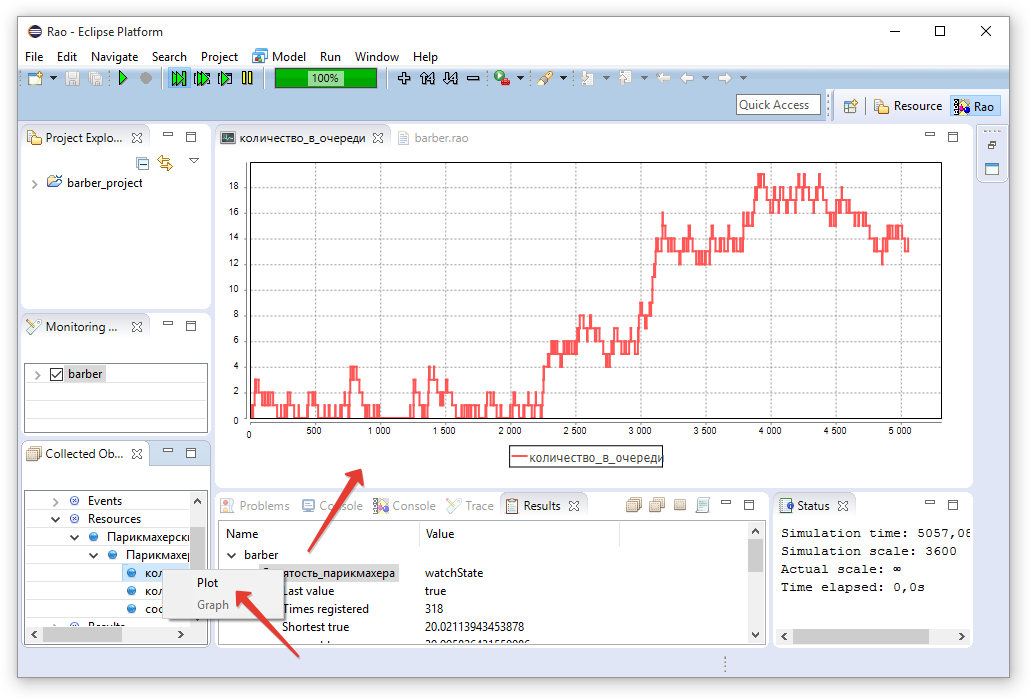 Rao - Eclipse Platform
File Edit Navigate Search Project Model Run Window Help
100%
Quick Access
Resource
Rao
Project Explo...
barber_project
Monitoring ...
barber
Collected Ob...
Events
Resources
Парикмахерскı
Парикмахер
кол
кол
сос
Plot
Graph
количество_в_очереди
barber.rao
18
16
14
12
10
8
6
4
2
0
0 500 1 000 1 500 2 000 2 500 3 000 3 500 4 000 4 500 5 000
количество_в_очереди
Problems Console Console Trace Results
Name Value
barber
ятость_парикмахера watchState
Last value true
Times registered 318
Shortest true 20.02113943453878
Status
Simulation time: 5057,08
Simulation scale: 3600
Actual scale: ∞
Time elapsed: 0,0s